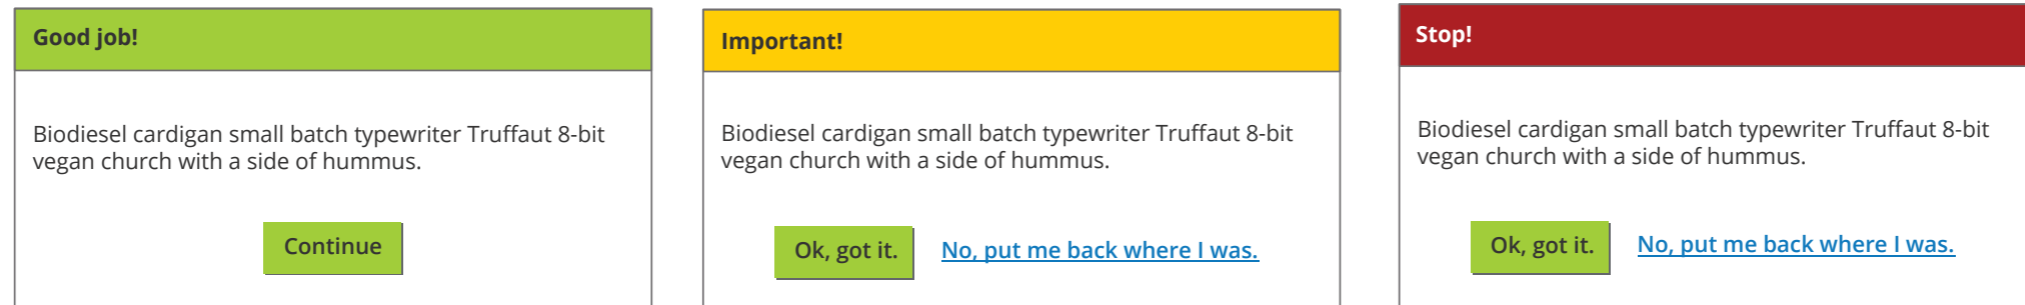 Good job!
Biodiesel cardigan small batch typewriter Truffaut 8-bit
vegan church with a side of hummus.
Continue
Important!
Biodiesel cardigan small batch typewriter Truffaut 8-bit
vegan church with a side of hummus.
Ok, got it. No, put me back where I was.
Stop!
Biodiesel cardigan small batch typewriter Truffaut 8-bit
vegan church with a side of hummus.
Ok, got it. No, put me back where I was.